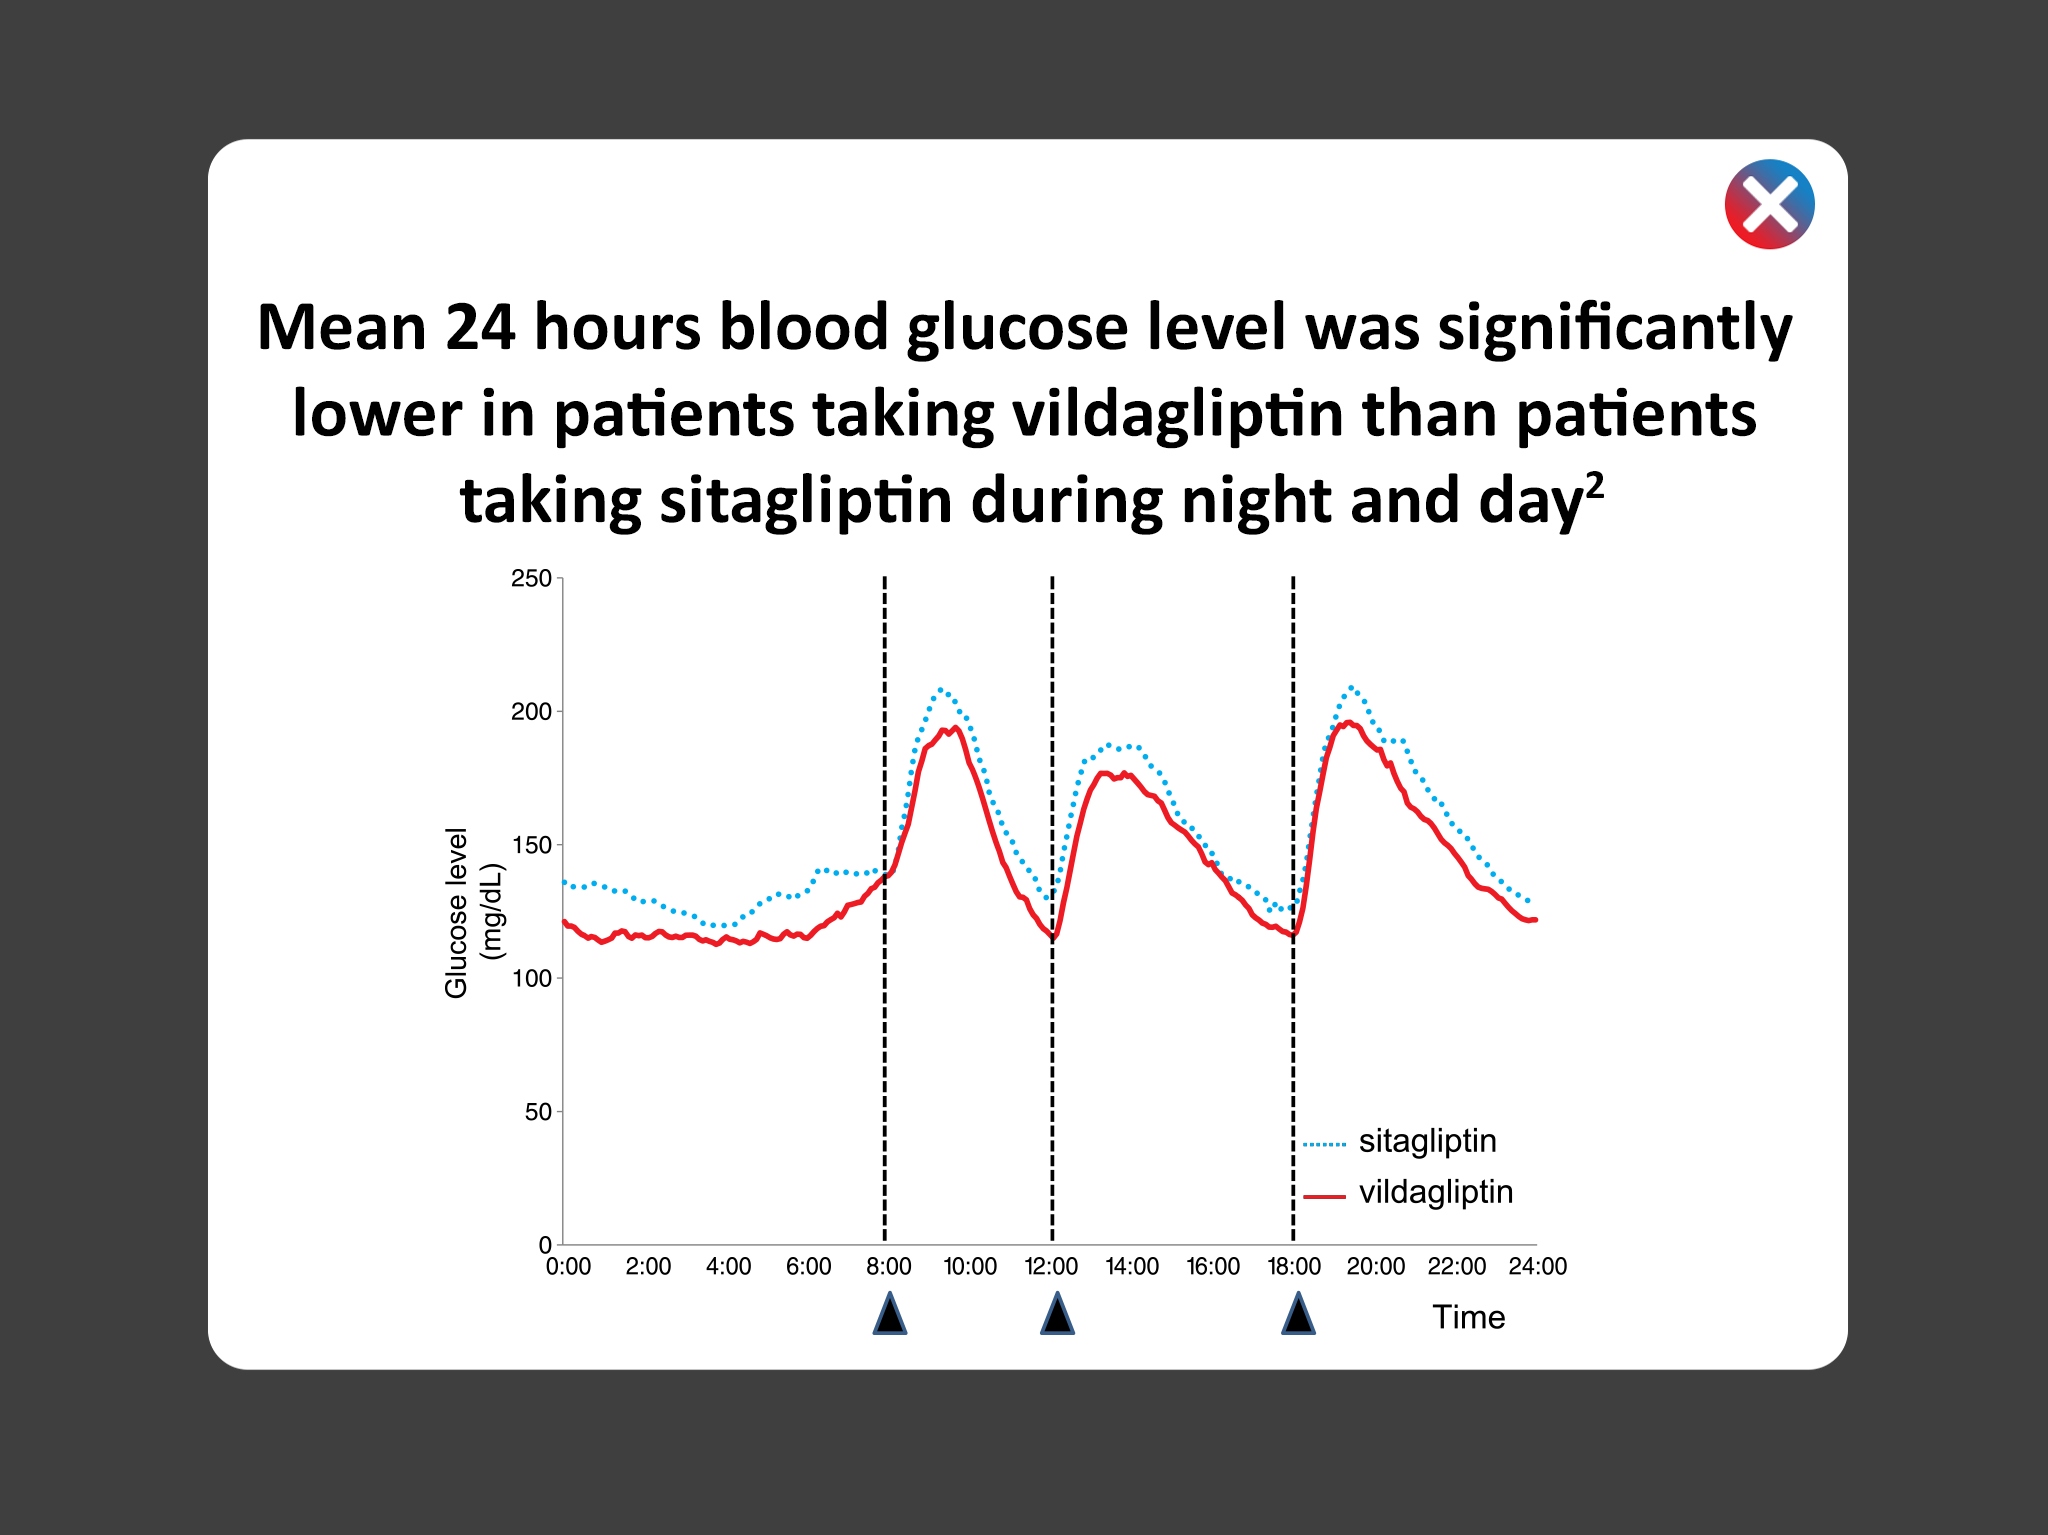 Mean 24 hours blood glucose level was significantly
lower in patients taking vildagliptin than patients
taking sitagliptin during night and day²
250
200
150
100
50
0
Glucose level
(mg/dL)
sitagliptin
vildagliptin
0:00 2:00 4:00 6:00 8:00 10:00 12:00 14:00 16:00 18:00 20:00 22:00 24:00
Time